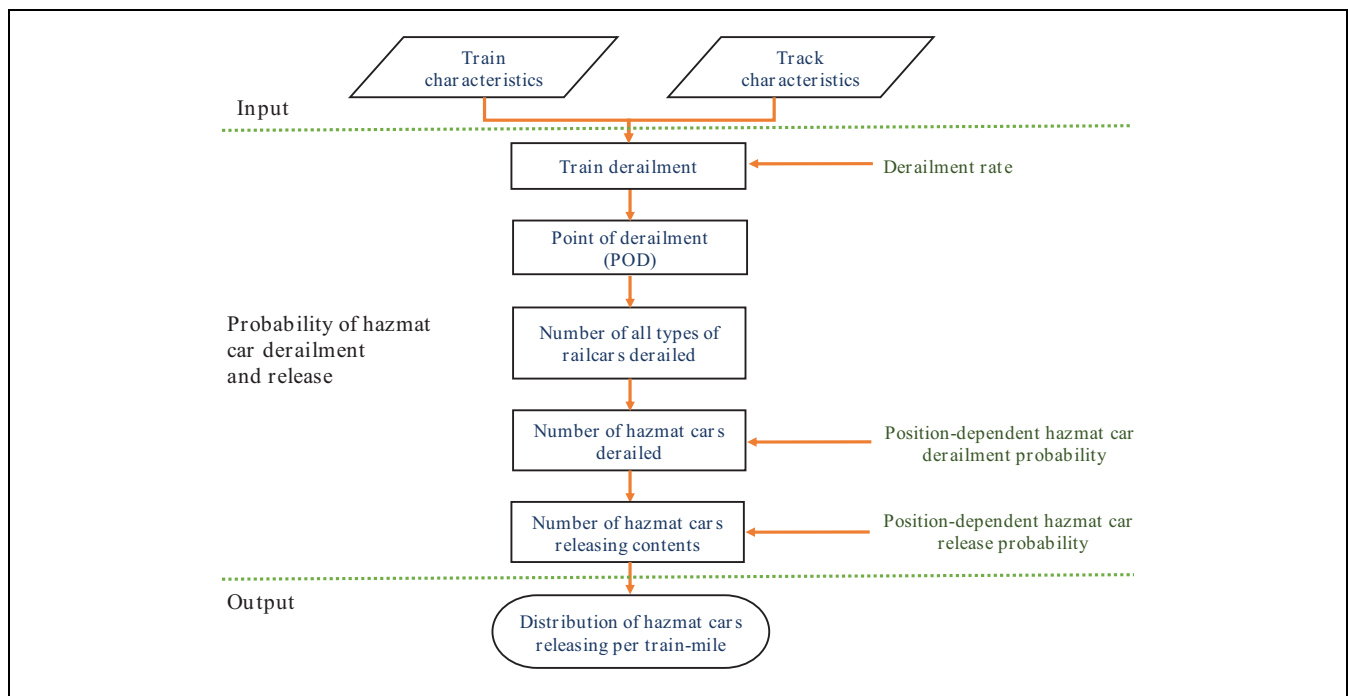 Train
characteristics
Track
characteristics
Input
Train derailment
Derailment rate
Point of derailment
(POD)
Number of all types of
railcars derailed
Probability of hazmat
car derailment
and release
Number of hazmat cars
derailed
Position-dependent hazmat car
derailment probability
Number of hazmat cars
releasing contents
Position-dependent hazmat car
release probability
Output
Distribution of hazmat cars
releasing per train-mile